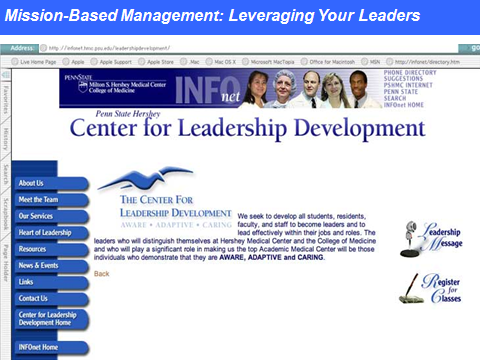 Mission-Based Management: Leveraging Your Leaders
Address: http://infonet.hmc.psu.edu/leadershipdevelopment/
Live Home Page Apple Apple Support Apple Store Mac Mac OS X Microsoft MacTopia Office for Macintosh MSN http://infonet/directory.htm
Favorites
History
Search
Scrapbook
Page Holder
PENNSTATE
Milton S. Hershey Medical Center
College of Medicine
INFO
net
PHONE DIRECTORY
SUGGESTIONS
PSHMC INTERNET
PENN STATE
SEARCH
INFONET HOME
Penn State Hershey
Center for Leadership Development
About Us
Meet the Team
Our Services
Heart of Leadership
Resources
News & Events
Links
Contact Us
Center for Leadership
Development Home
INFOnet Home
THE CENTER FOR
LEADERSHIP DEVELOPMENT
AWARE • ADAPTIVE • CARING
We seek to develop all students, residents,
faculty, and staff to become leaders and to
lead effectively within their jobs and roles. The
leaders who will distinguish themselves at Hershey Medical Center and the College of Medicine
and who will play a significant role in making us the top Academic Medical Center will be those
individuals who demonstrate that they are AWARE, ADAPTIVE and CARING.
Back
Leadership
Message
Register
for
Classes